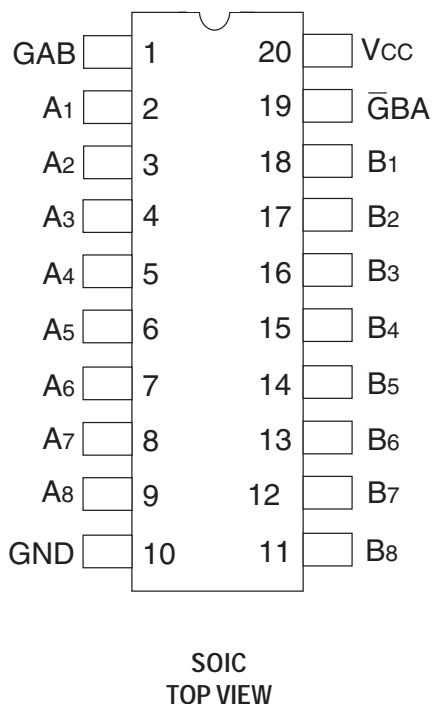 GAB 1 20 VCC
A1 2 19 G̅BA
A2 3 18 B1
A3 4 17 B2
A4 5 16 B3
A5 6 15 B4
A6 7 14 B5
A7 8 13 B6
A8 9 12 B7
GND 10 11 B8
SOIC
TOP VIEW